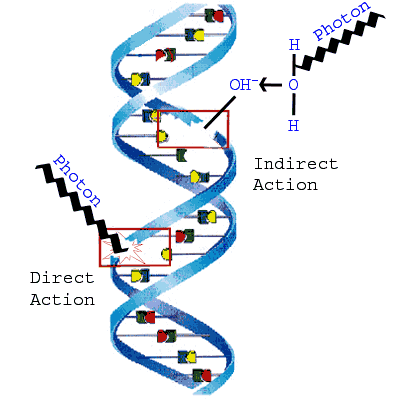 Photon
H
OH⁻
O
H
Indirect
Action
Photon
Direct
Action